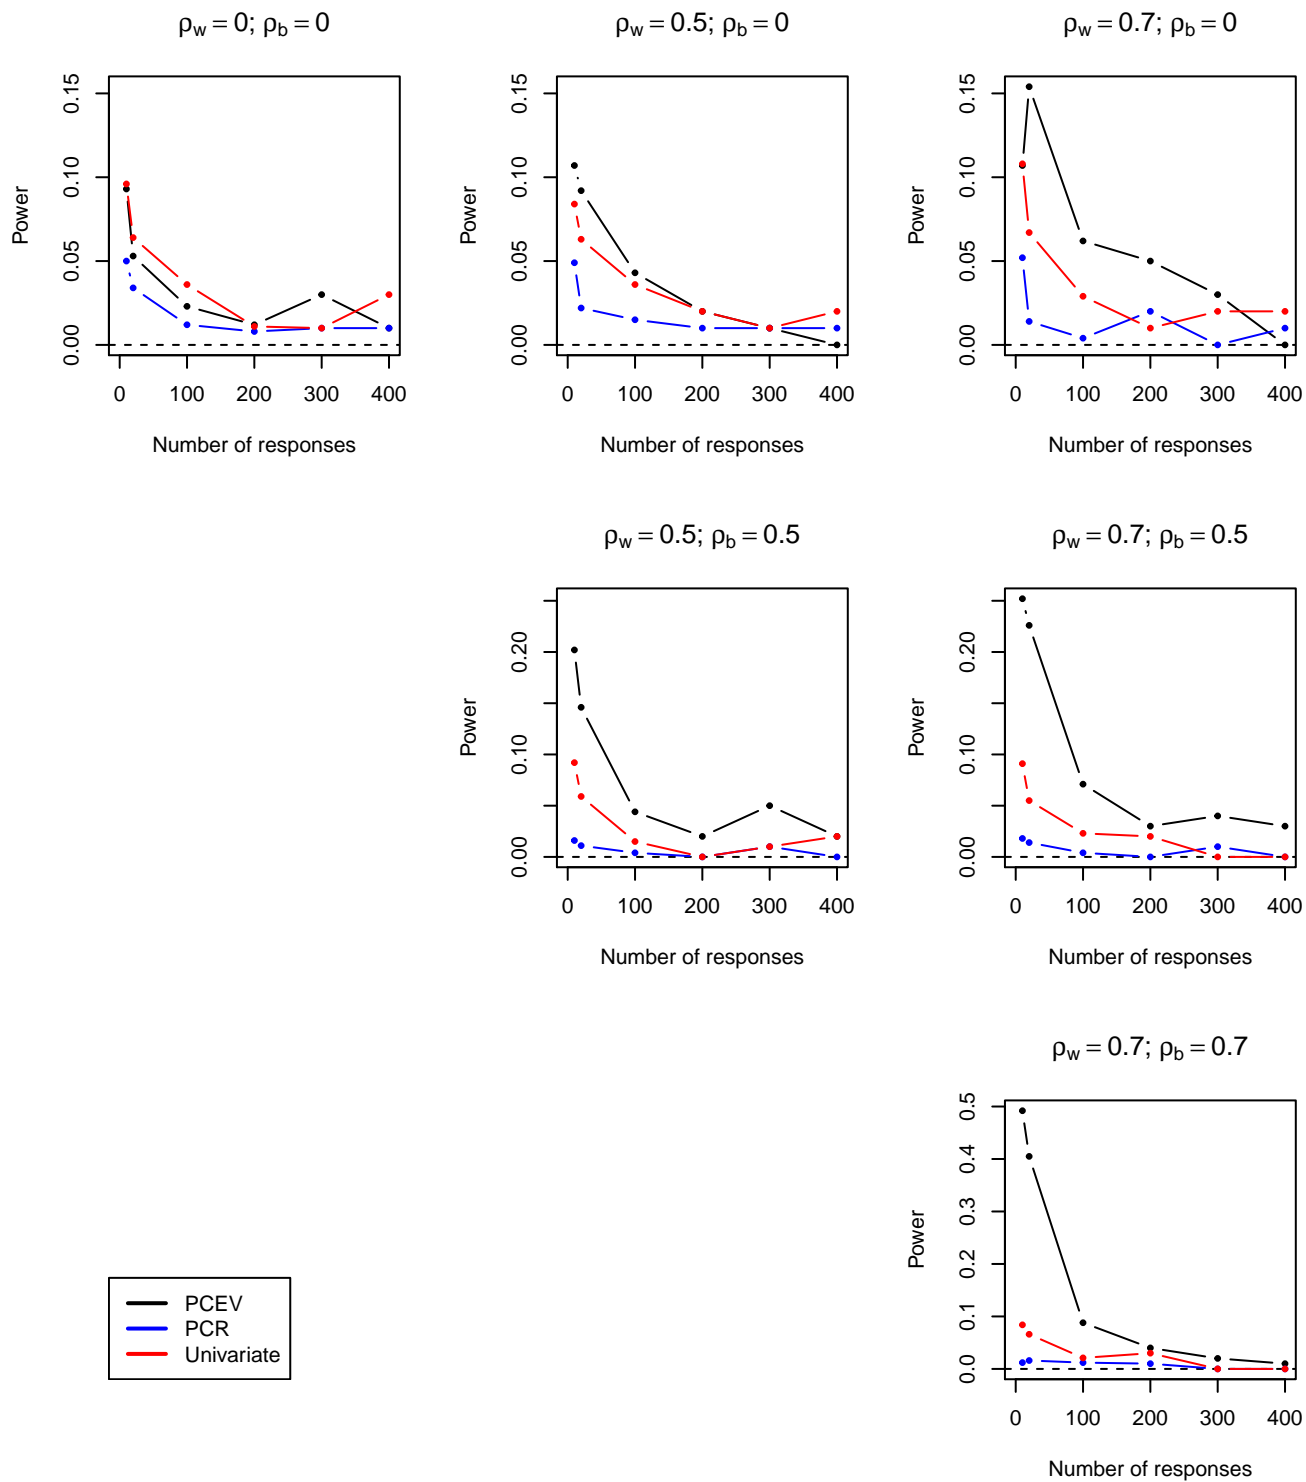 ρw = 0; ρb = 0
0.15
0.10
0.05
0.00
Power
0 100 200 300 400
Number of responses
ρw = 0.5; ρb = 0
0.15
0.10
0.05
0.00
Power
0 100 200 300 400
Number of responses
ρw = 0.7; ρb = 0
0.15
0.10
0.05
0.00
Power
0 100 200 300 400
Number of responses
ρw = 0.5; ρb = 0.5
0.20
0.10
0.00
Power
0 100 200 300 400
Number of responses
ρw = 0.7; ρb = 0.5
0.20
0.10
0.00
Power
0 100 200 300 400
Number of responses
ρw = 0.7; ρb = 0.7
0.5
0.4
0.3
0.2
0.1
0.0
Power
0 100 200 300 400
Number of responses
PCEV
PCR
Univariate